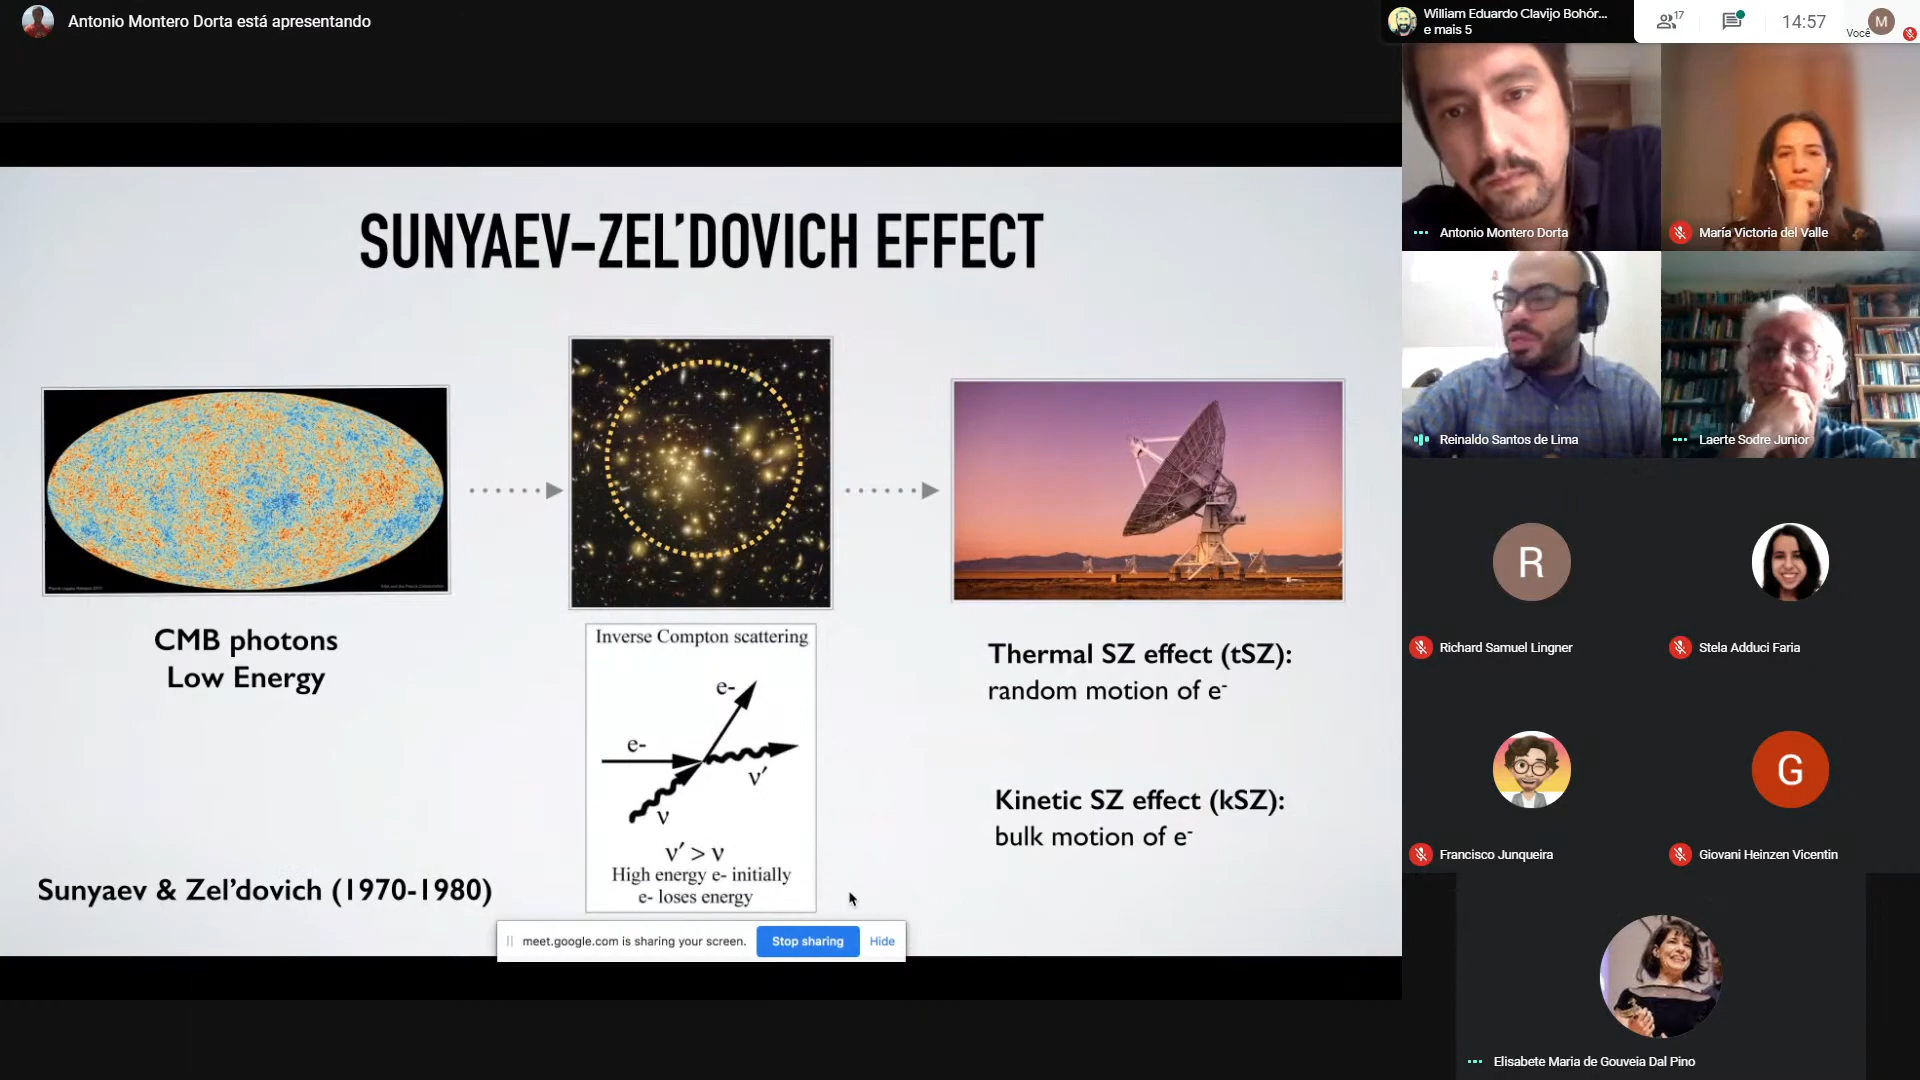 Antonio Montero Dorta está apresentando
William Eduardo Clavijo Bohór...
e mais 5
17
14:57
Você
M
SUNYAEV-ZEL'DOVICH EFFECT
CMB photons
Low Energy
Inverse Compton scattering
e-
e-
ν′
ν
ν′ > ν
High energy e- initially
e- loses energy
Thermal SZ effect (tSZ):
random motion of e-
Kinetic SZ effect (kSZ):
bulk motion of e-
Sunyaev & Zel'dovich (1970-1980)
meet.google.com is sharing your screen.
Stop sharing
Hide
Antonio Montero Dorta
María Victoria del Valle
Reinaldo Santos de Lima
Laerte Sodre Junior
R
Richard Samuel Lingner
Stela Adduci Faria
Francisco Junqueira
G
Giovani Heinzen Vicentin
Elisabete Maria de Gouveia Dal Pino